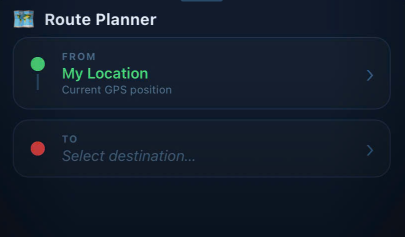 Route Planner
FROM
My Location
Current GPS position
TO
Select destination...